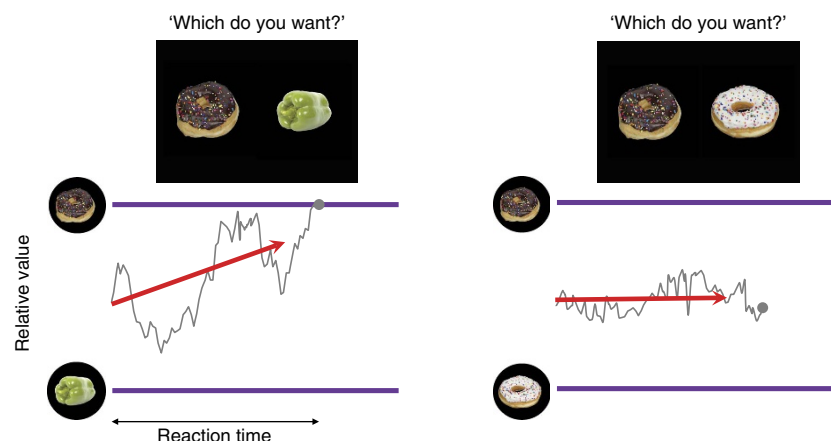 ‘Which do you want?’
‘Which do you want?’
Relative value
Reaction time